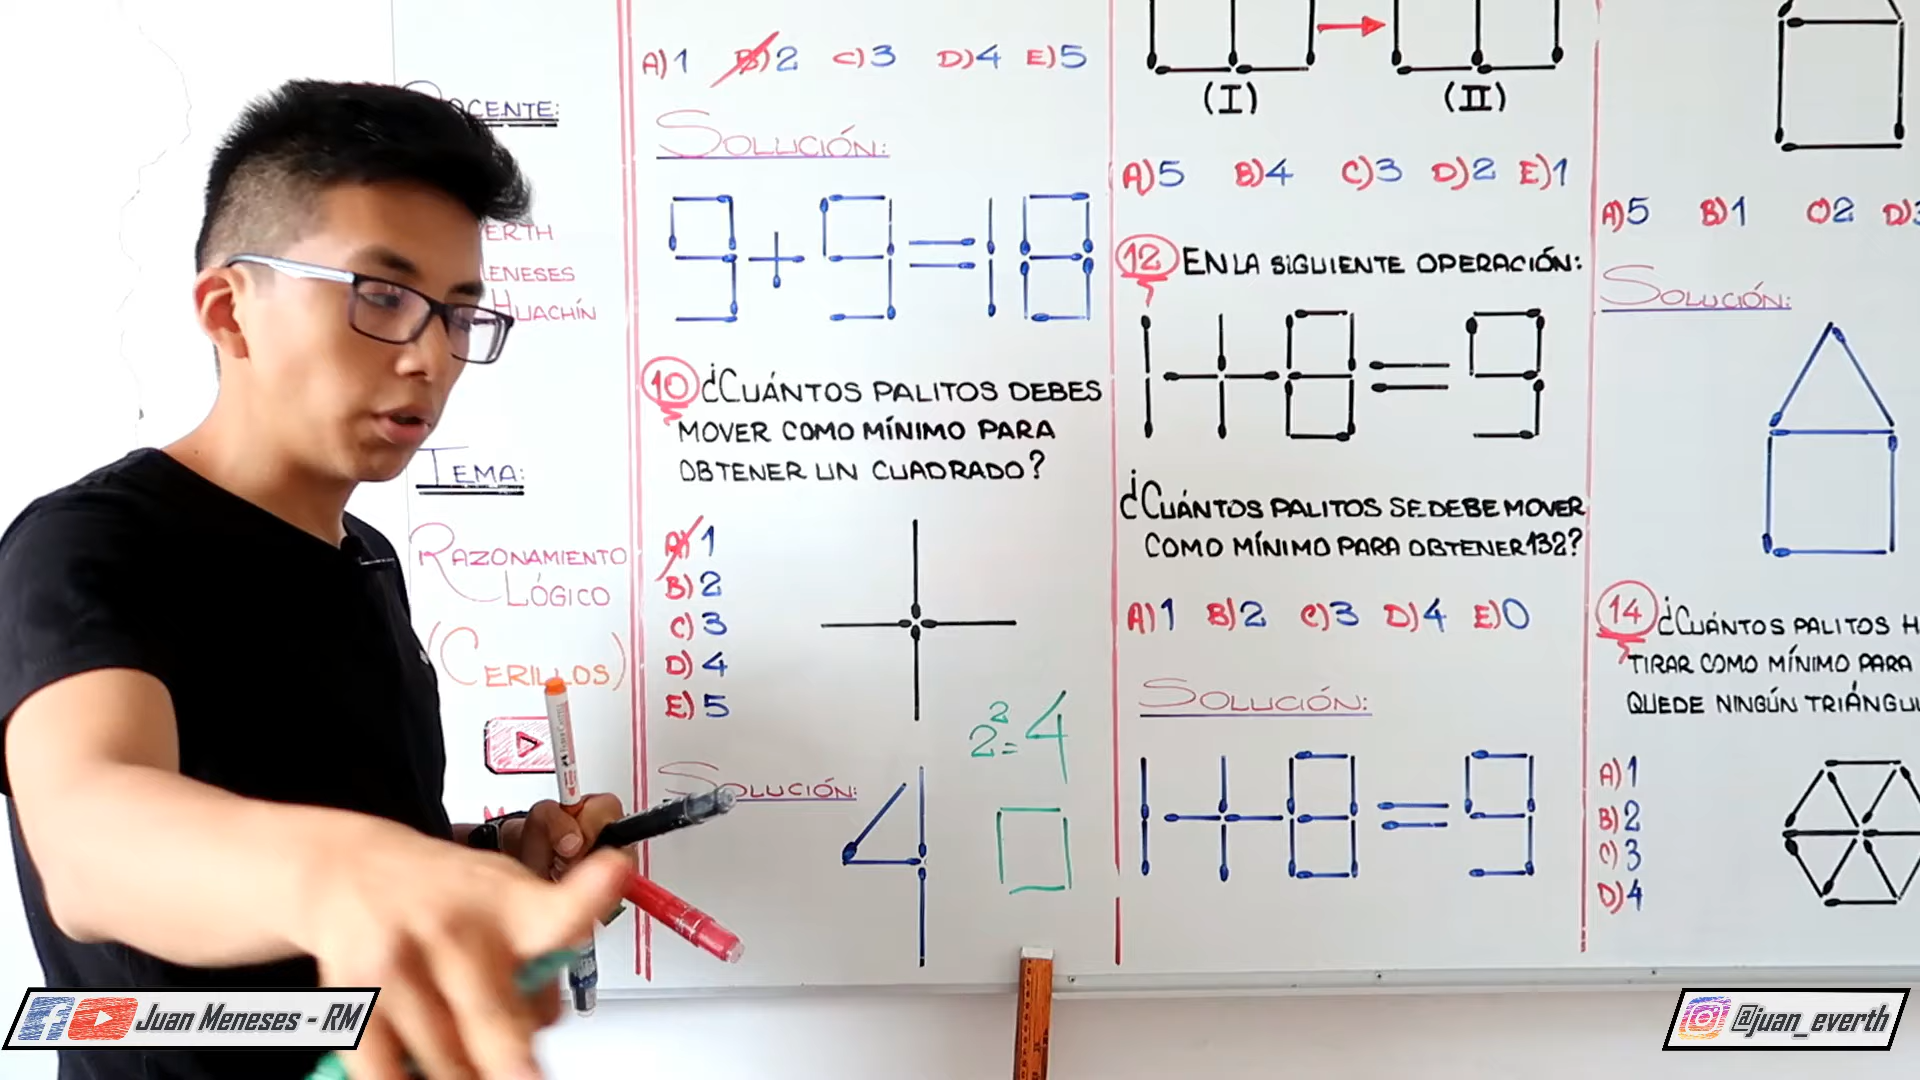 DOCENTE:
ERTH
MENESES
HUACHÍN
TEMA:
RAZONAMIENTO
LÓGICO
(CERILLOS)
A)1 B)2 C)3 D)4 E)5
SOLUCIÓN:
9+9=18
10 ¿CUÁNTOS PALITOS DEBES
MOVER COMO MÍNIMO PARA
OBTENER UN CUADRADO?
A)1
B)2
C)3
D)4
E)5
2²=4
SOLUCIÓN:
4
(I) (II)
A)5 B)4 C)3 D)2 E)1
12 EN LA SIGUIENTE OPERACIÓN:
1+8=9
¿CUÁNTOS PALITOS SE DEBE MOVER
COMO MÍNIMO PARA OBTENER 132?
A)1 B)2 C)3 D)4 E)0
SOLUCIÓN:
1+8=9
A)5 B)1 C)2 D)3
SOLUCIÓN:
14 ¿CUÁNTOS PALITOS H
TIRAR COMO MÍNIMO PARA
QUEDE NINGÚN TRIÁNGU
A)1
B)2
C)3
D)4
Juan Meneses - RM
@juan_everth